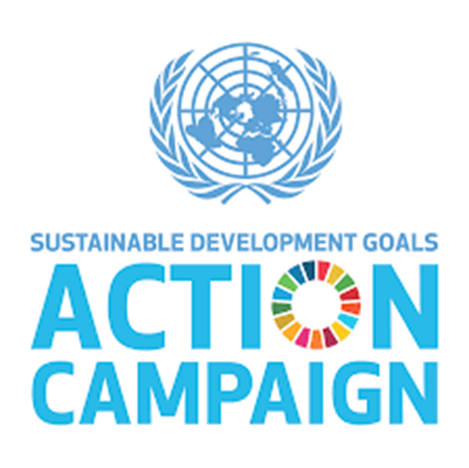 SUSTAINABLE DEVELOPMENT GOALS
ACTION
CAMPAIGN